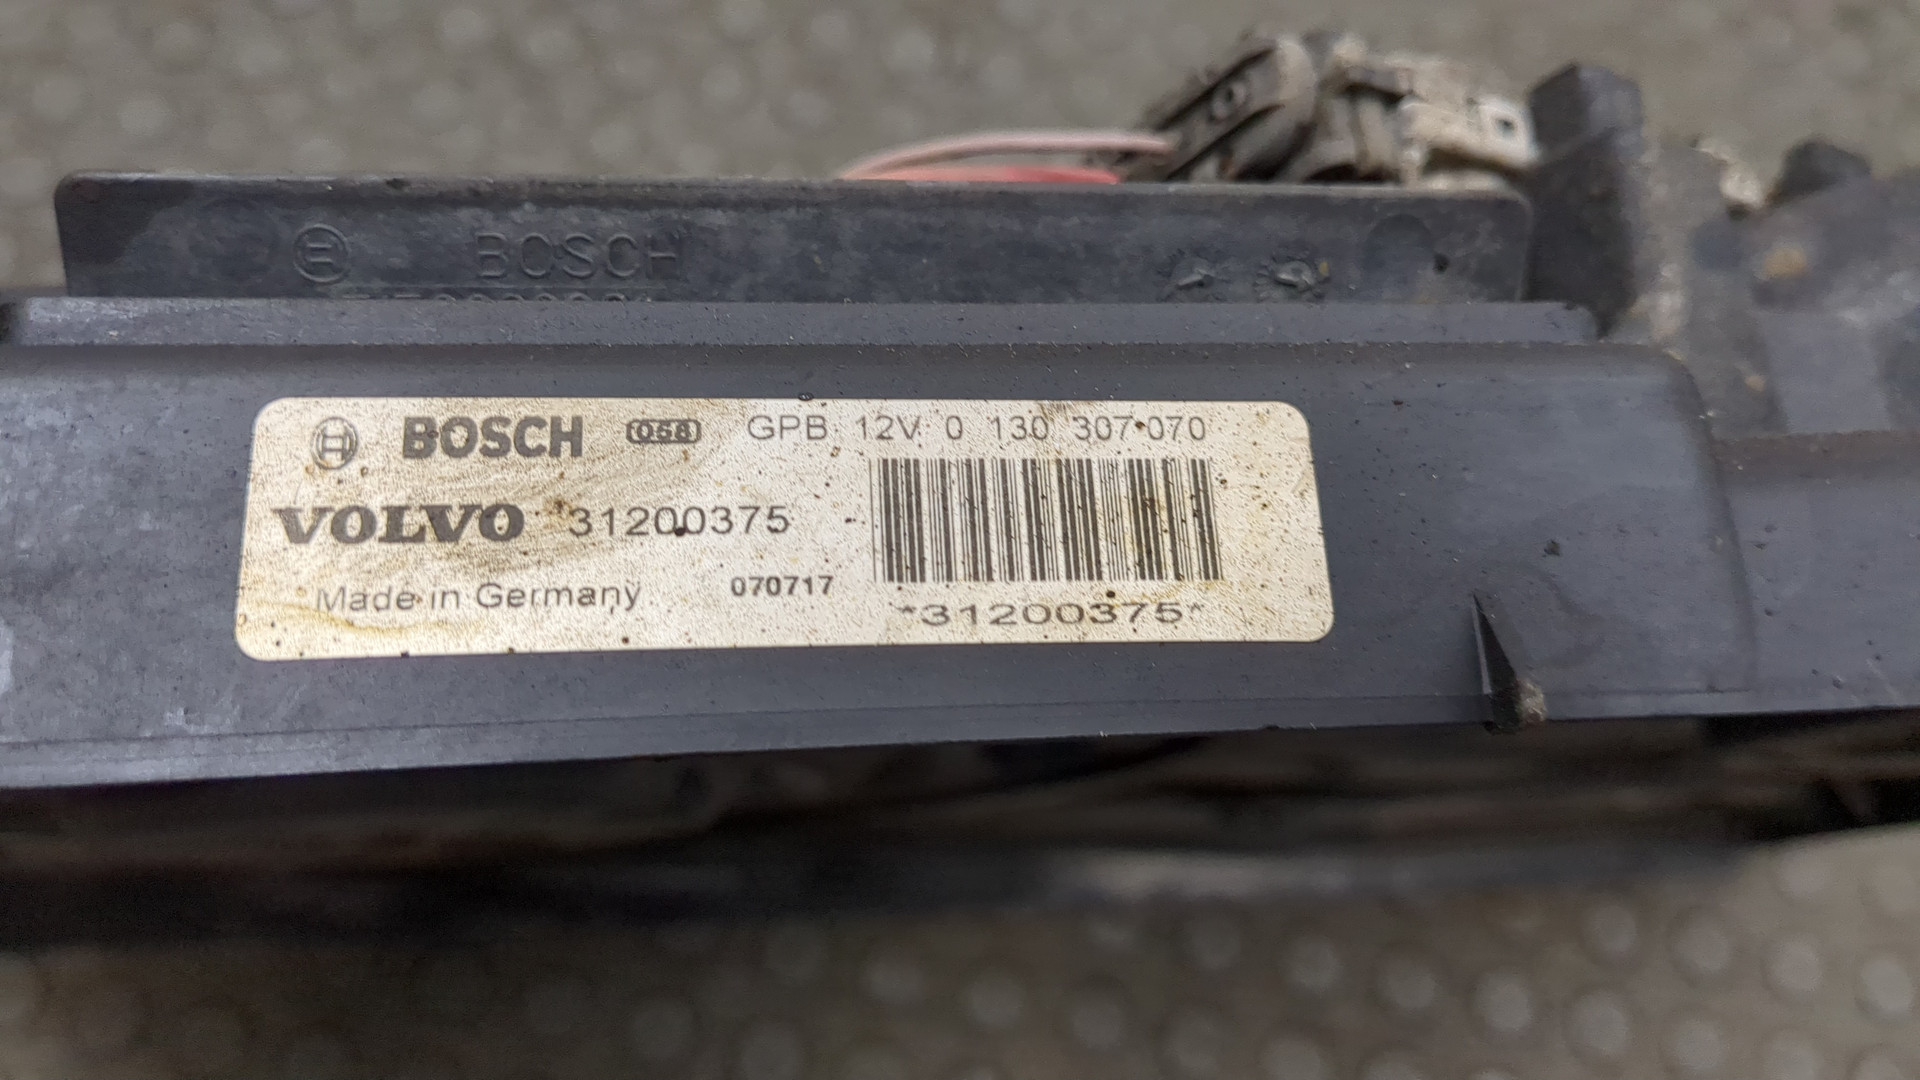 BOSCH
BOSCH 058 GPB 12V 0 130 307 070
VOLVO 31200375
Made in Germany 070717
*31200375*